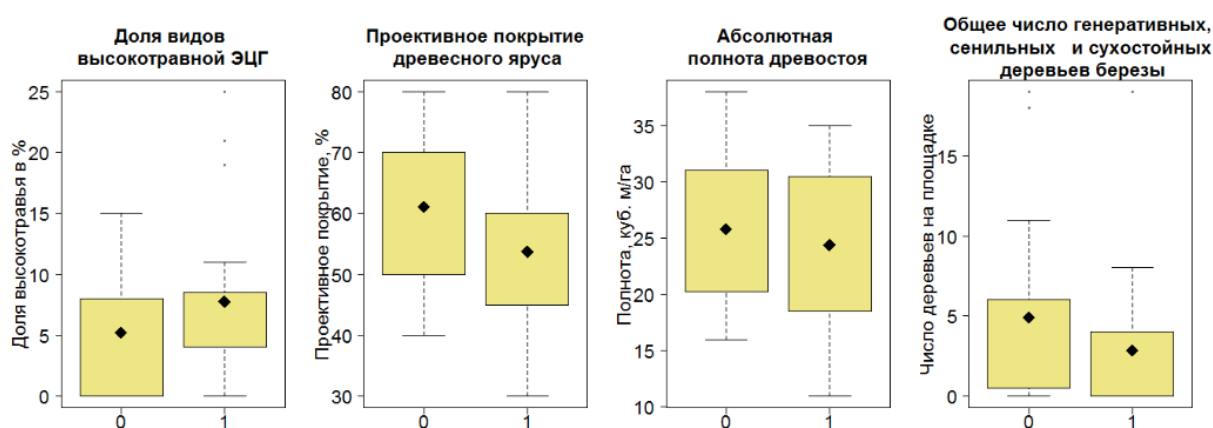 Доля видов
высокотравной ЭЦГ
Доля высокотравья в %
25
20
15
10
5
0
0 1
Проективное покрытие
древесного яруса
Проективное покрытие, %
80
70
60
50
40
30
0 1
Абсолютная
полнота древостоя
Полнота, куб. м/га
35
30
25
20
15
10
0 1
Общее число генеративных,
сенильных и сухостойных
деревьев березы
Число деревьев на площадке
15
10
5
0
0 1